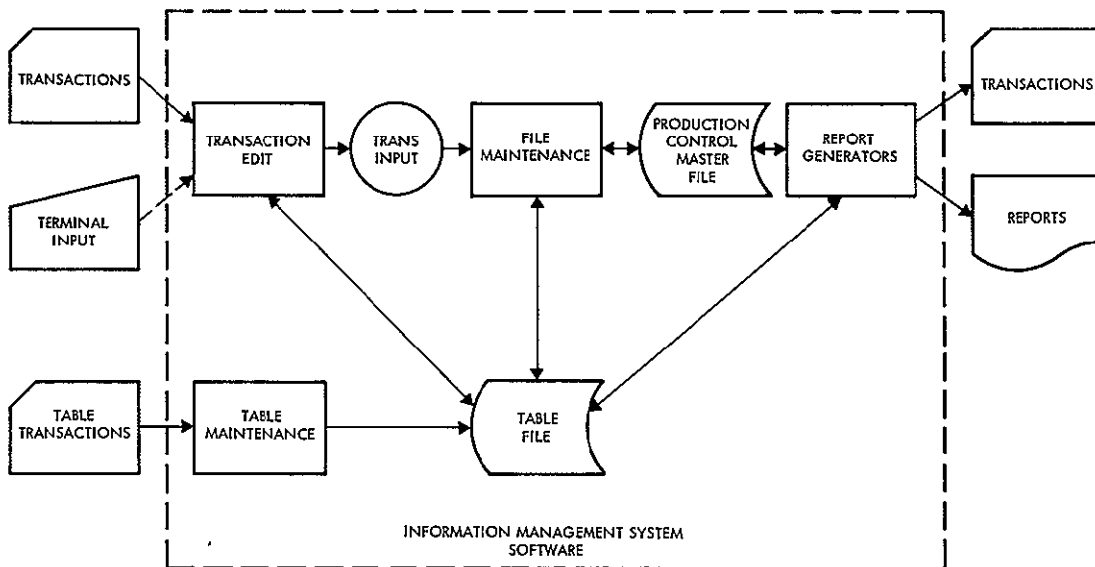 TRANSACTIONS
TERMINAL
INPUT
TABLE
TRANSACTIONS
TRANSACTION
EDIT
TRANS
INPUT
FILE
MAINTENANCE
PRODUCTION
CONTROL
MASTER
FILE
REPORT
GENERATORS
TRANSACTIONS
REPORTS
TABLE
MAINTENANCE
TABLE
FILE
INFORMATION MANAGEMENT SYSTEM
SOFTWARE